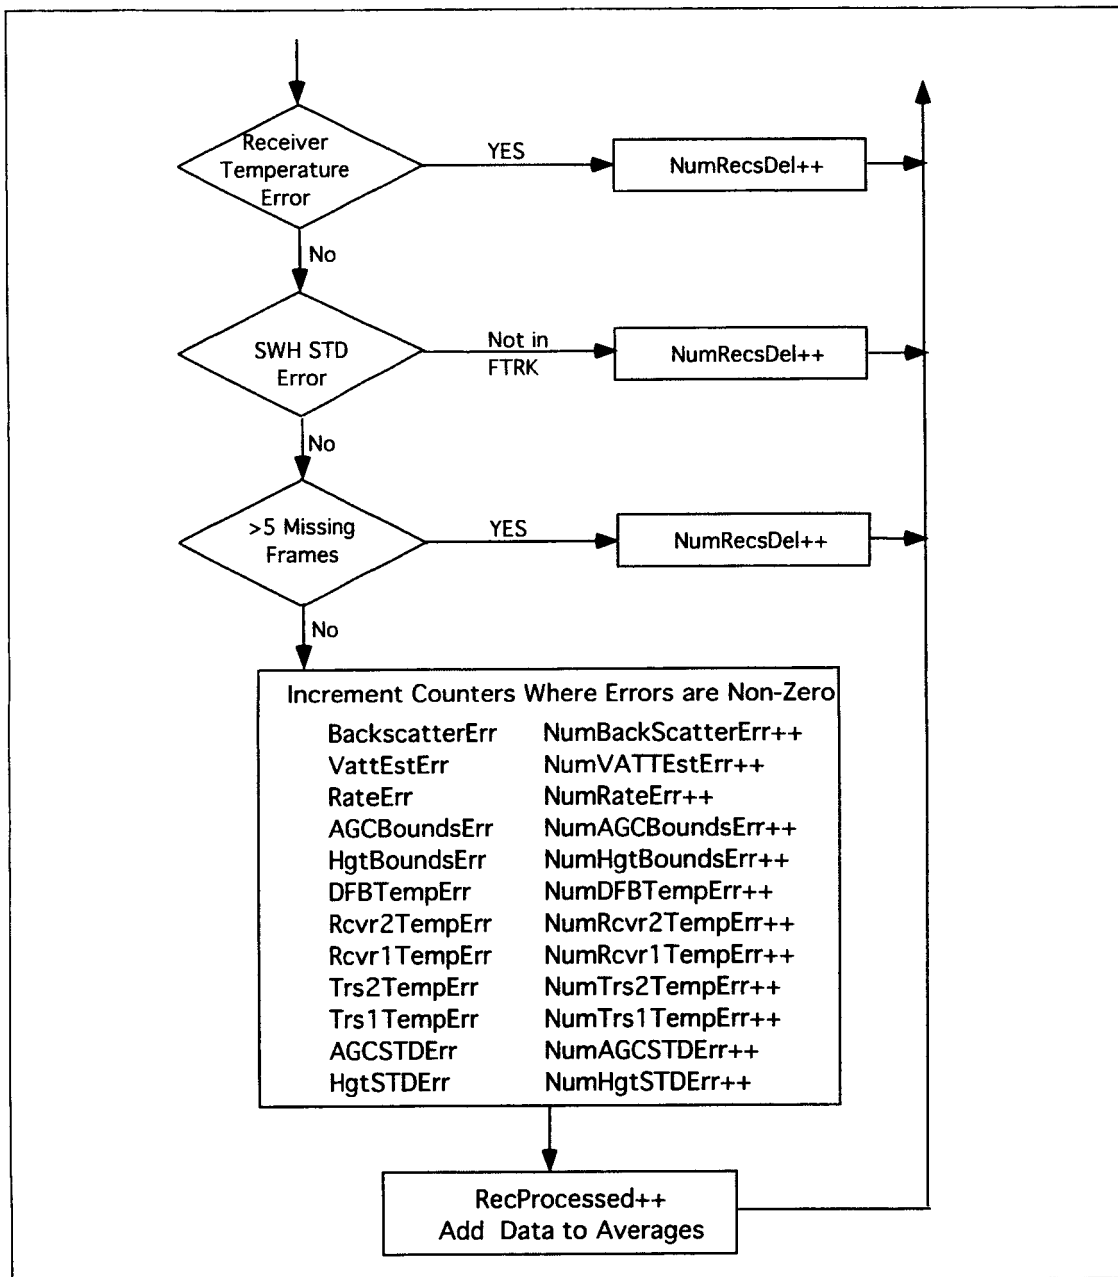 Receiver
Temperature
Error
YES
NumRecsDel++
No
SWH STD
Error
Not in
FTRK
NumRecsDel++
No
>5 Missing
Frames
YES
NumRecsDel++
No
Increment Counters Where Errors are Non-Zero
BackscatterErr NumBackScatterErr++
VattEstErr NumVATTEstErr++
RateErr NumRateErr++
AGCBoundsErr NumAGCBoundsErr++
HgtBoundsErr NumHgtBoundsErr++
DFBTempErr NumDFBTempErr++
Rcvr2TempErr NumRcvr2TempErr++
Rcvr1TempErr NumRcvr1TempErr++
Trs2TempErr NumTrs2TempErr++
Trs1TempErr NumTrs1TempErr++
AGCSTDErr NumAGCSTDErr++
HgtSTDErr NumHgtSTDErr++
RecProcessed++
Add Data to Averages